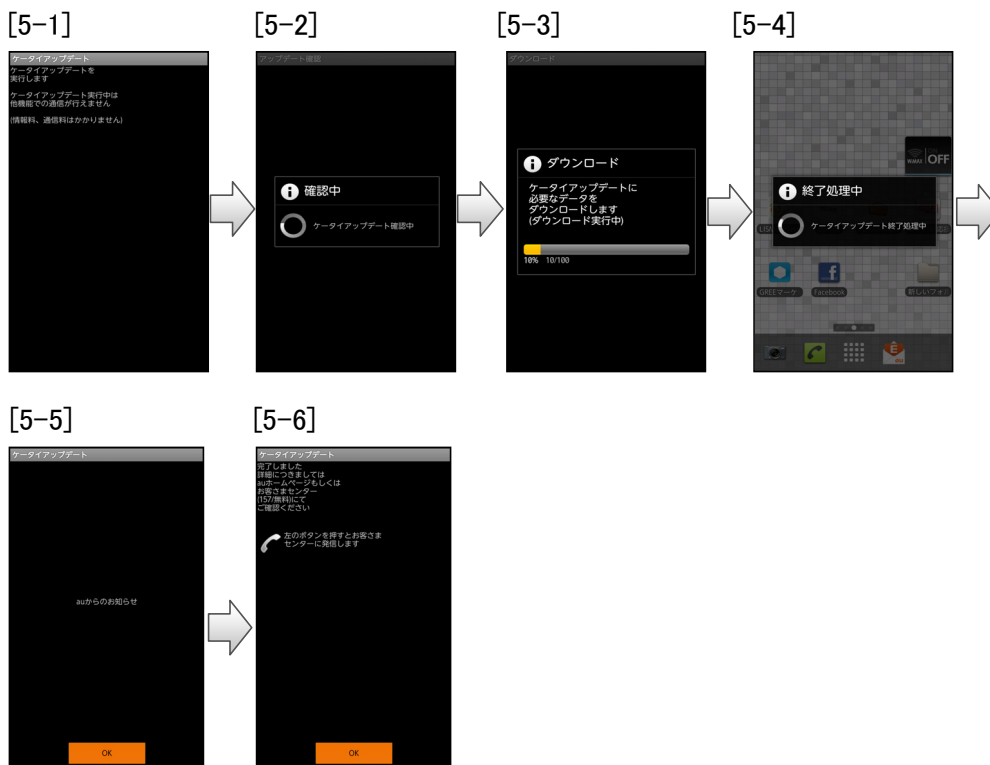 [5-1]
ケータイアップデート
ケータイアップデートを
実行します
ケータイアップデート実行中は
他機能での通信が行えません
(情報料、通信料はかかりません)
[5-2]
アップデート確認
確認中
ケータイアップデート確認中
[5-3]
ダウンロード
ダウンロード
ケータイアップデートに
必要なデータを
ダウンロードします
(ダウンロード実行中)
10% 10/100
[5-4]
ON
WiMAX OFF
終了処理中
ケータイアップデート終了処理中
GREEマーケ
Facebook
新しいフォル
[5-5]
ケータイアップデート
auからのお知らせ
OK
[5-6]
ケータイアップデート
完了しました
詳細につきましては
auホームページもしくは
お客さまセンター
(157/無料)にて
ご確認ください
左のボタンを押すとお客さま
センターに発信します
OK